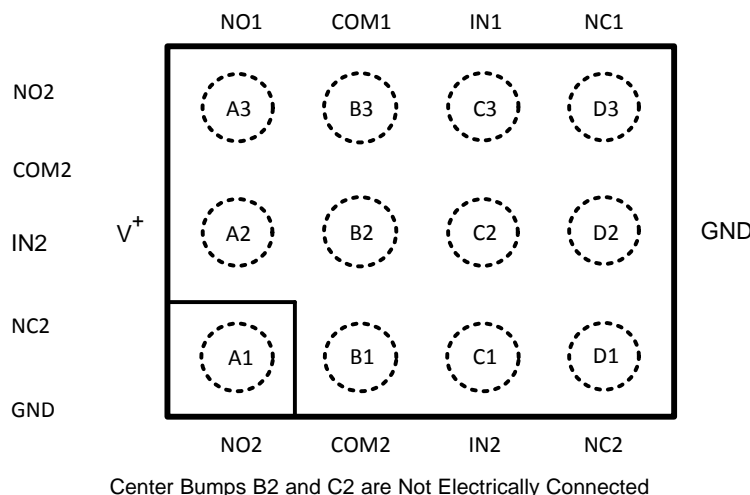 NO1 COM1 IN1 NC1
NO2
A3 B3 C3 D3
COM2
V+ A2 B2 C2 D2 GND
IN2
NC2
A1 B1 C1 D1
GND
NO2 COM2 IN2 NC2
Center Bumps B2 and C2 are Not Electrically Connected